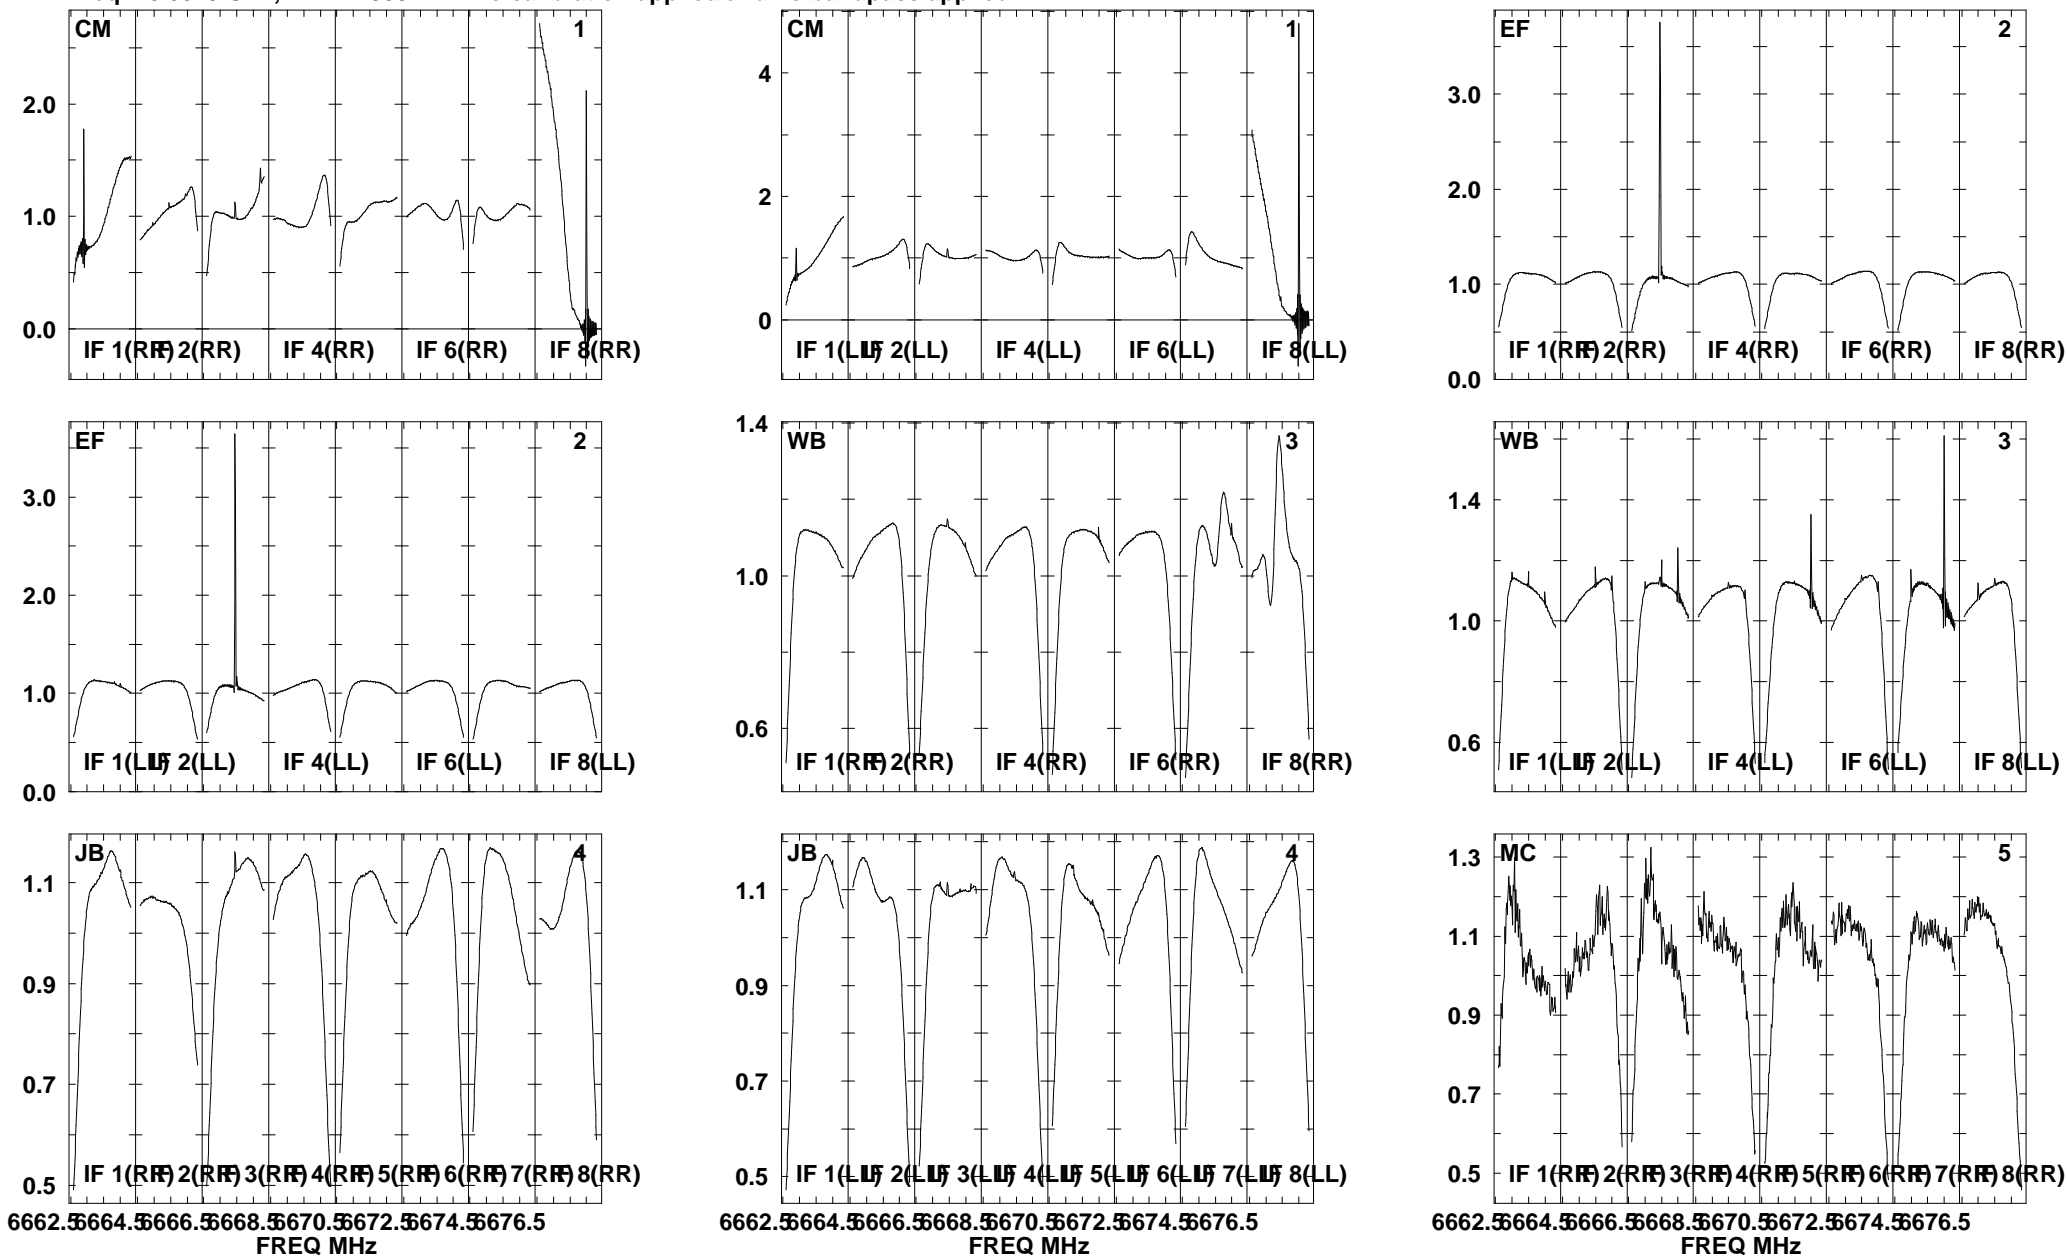 CM 1
2.0
1.0
0.0
IF 1(RR) IF 2(RR) IF 4(RR) IF 6(RR) IF 8(RR)
CM 1
4
2
0
IF 1(LL) IF 2(LL) IF 4(LL) IF 6(LL) IF 8(LL)
EF 2
3.0
2.0
1.0
0.0
IF 1(RR) IF 2(RR) IF 4(RR) IF 6(RR) IF 8(RR)
EF 2
3.0
2.0
1.0
0.0
IF 1(LL) IF 2(LL) IF 4(LL) IF 6(LL) IF 8(LL)
WB 3
1.4
1.0
0.6
IF 1(RR) IF 2(RR) IF 4(RR) IF 6(RR) IF 8(RR)
WB 3
1.4
1.0
0.6
IF 1(LL) IF 2(LL) IF 4(LL) IF 6(LL) IF 8(LL)
JB 4
1.1
0.9
0.7
0.5
IF 1(RR) IF 2(RR) IF 3(RR) IF 4(RR) IF 5(RR) IF 6(RR) IF 7(RR) IF 8(RR)
6662.5 6664.5 6666.5 6668.5 6670.5 6672.5 6674.5 6676.5
FREQ MHz
JB 4
1.1
0.9
0.7
0.5
IF 1(LL) IF 2(LL) IF 3(LL) IF 4(LL) IF 5(LL) IF 6(LL) IF 7(LL) IF 8(LL)
6662.5 6664.5 6666.5 6668.5 6670.5 6672.5 6674.5 6676.5
FREQ MHz
MC 5
1.3
1.1
0.9
0.7
0.5
IF 1(RR) IF 2(RR) IF 3(RR) IF 4(RR) IF 5(RR) IF 6(RR) IF 7(RR) IF 8(RR)
6662.5 6664.5 6666.5 6668.5 6670.5 6672.5 6674.5 6676.5
FREQ MHz